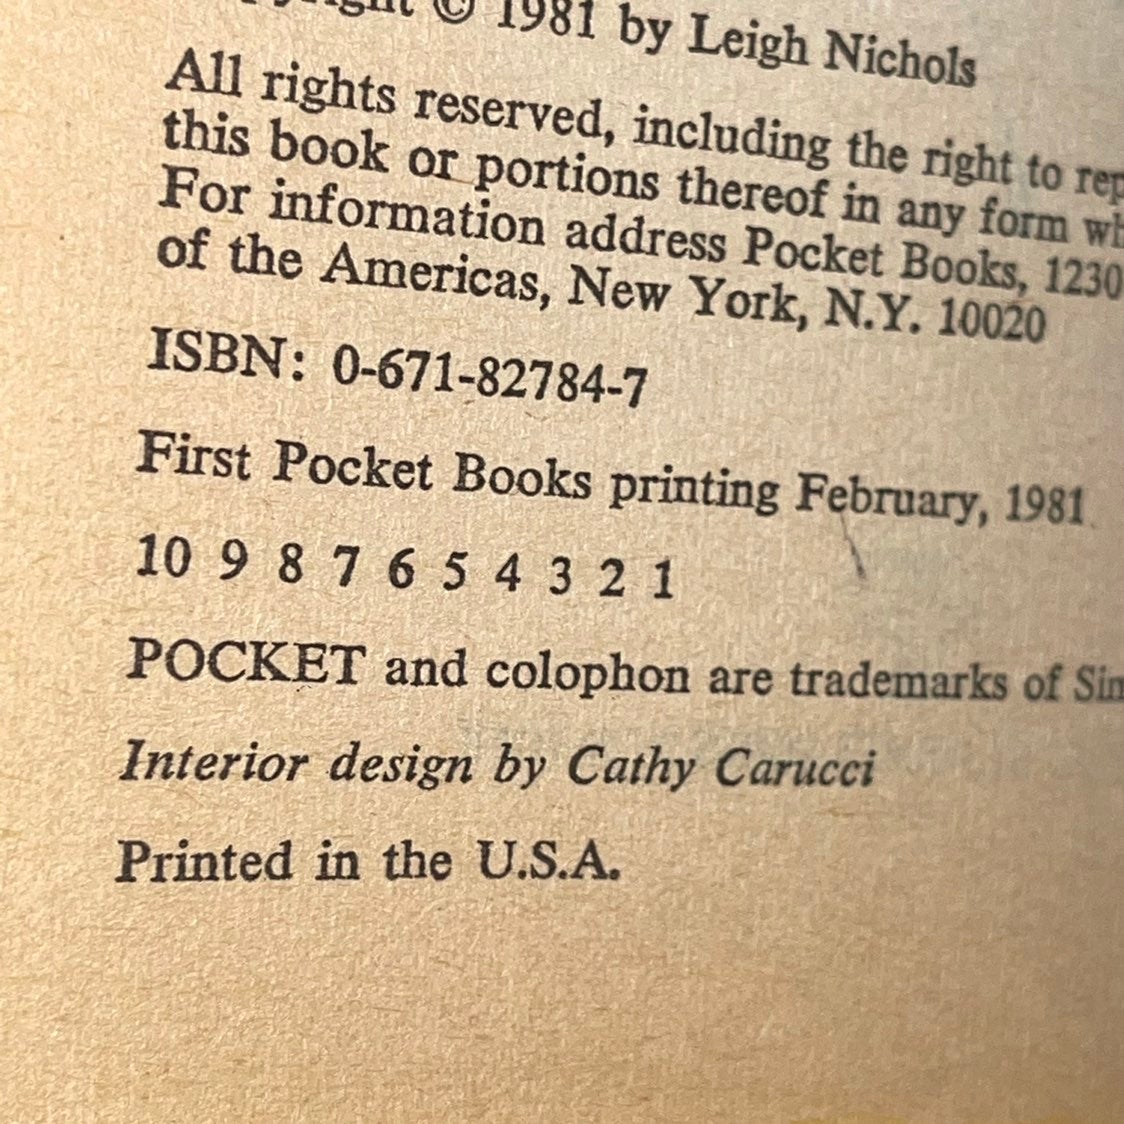 © 1981 by Leigh Nichols
All rights reserved, including the right to
this book or portions thereof in any form
For information address Pocket Books, 1230
of the Americas, New York, N.Y. 10020
ISBN: 0-671-82784-7
First Pocket Books printing February, 1981
10 9 8 7 6 5 4 3 2 1
POCKET and colophon are trademarks of
Interior design by Cathy Carucci
Printed in the U.S.A.